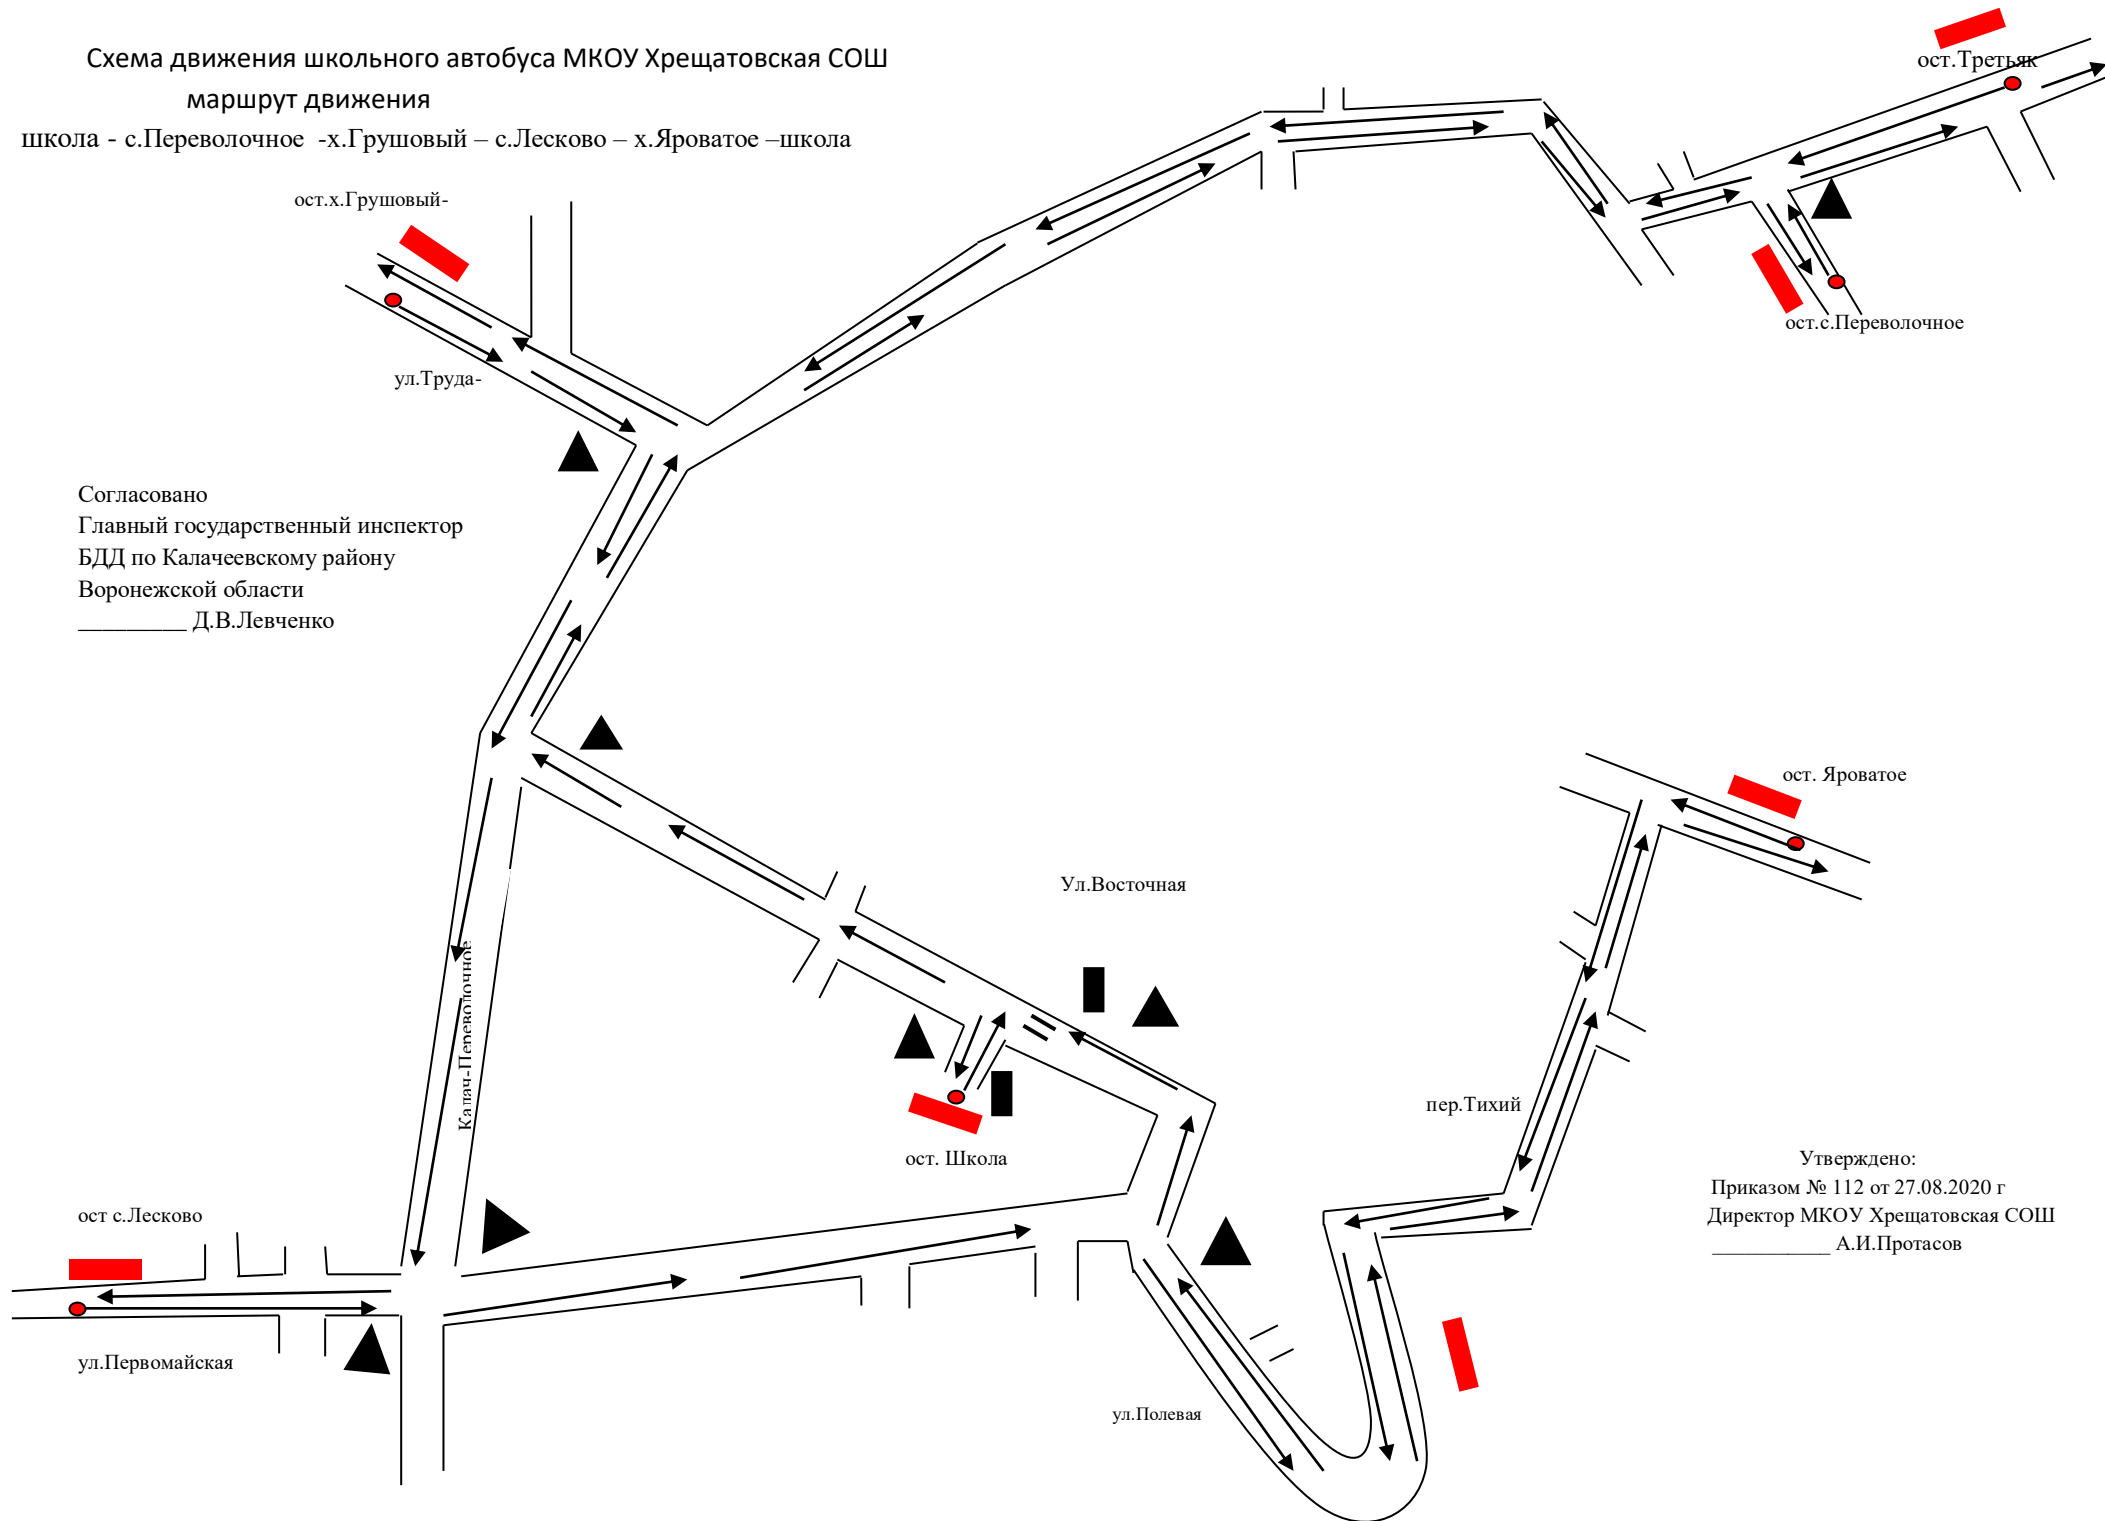 Схема движения школьного автобуса МКОУ Хрещатовская СОШ
маршрут движения
школа - с.Переволочное -х.Грушовый – с.Лесково – х.Яроватое –школа
ост.Третьяк
ост.х.Грушовый-
ост.с.Переволочное
ул.Труда-
Согласовано
Главный государственный инспектор
БДД по Калачеевскому району
Воронежской области
_________ Д.В.Левченко
ост. Яроватое
Ул.Восточная
Калач-Переволочное
пер.Тихий
ост. Школа
Утверждено:
Приказом № 112 от 27.08.2020 г
Директор МКОУ Хрещатовская СОШ
___________ А.И.Протасов
ост с.Лесково
ул.Первомайская
ул.Полевая